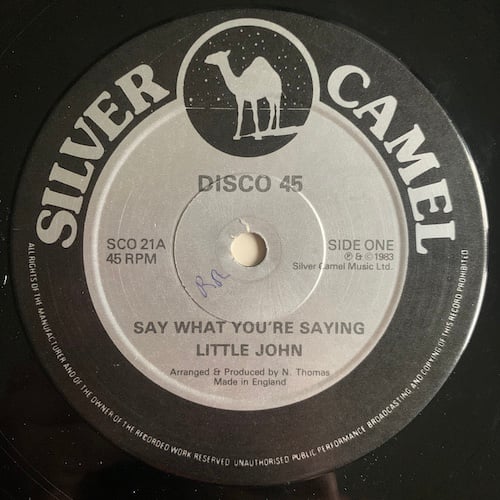 SILVER CAMEL
DISCO 45
SCO 21A
45 RPM
SIDE ONE
℗ & © 1983
Silver Camel Music Ltd.
SAY WHAT YOU'RE SAYING
LITTLE JOHN
Arranged & Produced by N. Thomas
Made in England
ALL RIGHTS OF THE MANUFACTURER AND OF THE OWNER OF THE RECORDED WORK RESERVED. UNAUTHORISED PUBLIC PERFORMANCE BROADCASTING AND COPYING OF THIS RECORD PROHIBITED